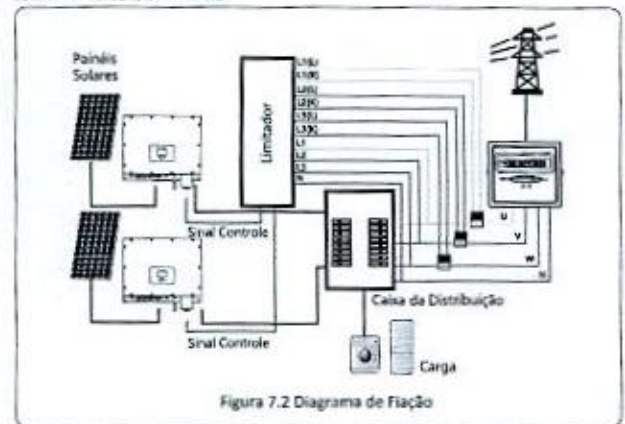 Painéis
Solares
Limitador
L1(L)
L1(K)
L2(L)
L2(K)
L3(L)
L3(K)
L1
L2
L3
N
Sinal Controle
U
V
W
N
Caixa da Distribuição
Sinal Controle
Carga
Figura 7.2 Diagrama de Fiação